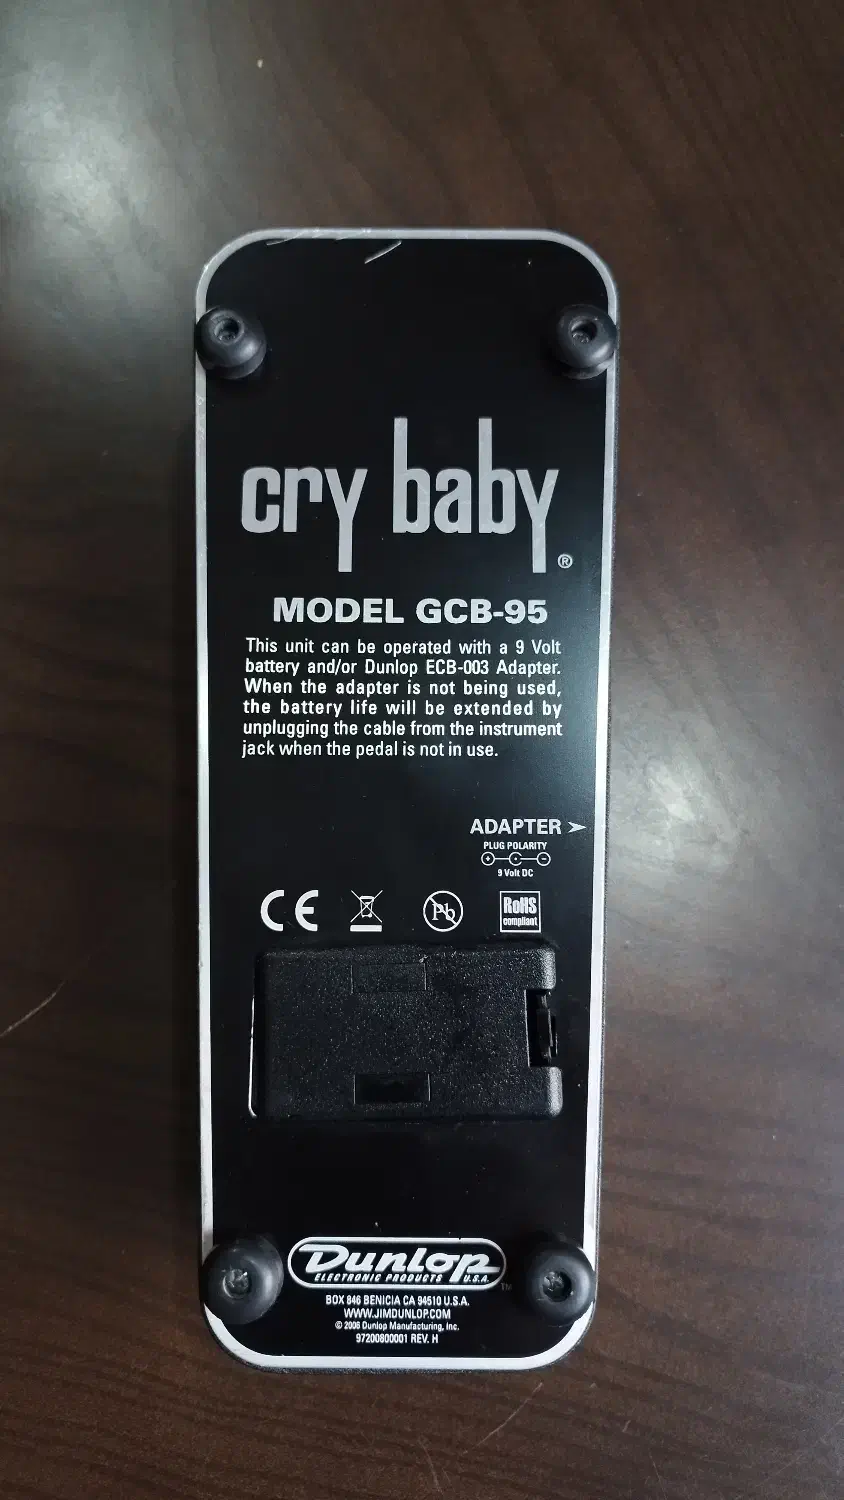 cry baby®
MODEL GCB-95
This unit can be operated with a 9 Volt
battery and/or Dunlop ECB-003 Adapter.
When the adapter is not being used,
the battery life will be extended by
unplugging the cable from the instrument
jack when the pedal is not in use.
ADAPTER
PLUG POLARITY
+ -
9 Volt DC
CE
Pb
RoHS
compliant
Dunlop
ELECTRONIC PRODUCTS U.S.A.™
BOX 846 BENICIA CA 94510 U.S.A.
WWW.JIMDUNLOP.COM
© 2006 Dunlop Manufacturing, Inc.
97200800001 REV. H